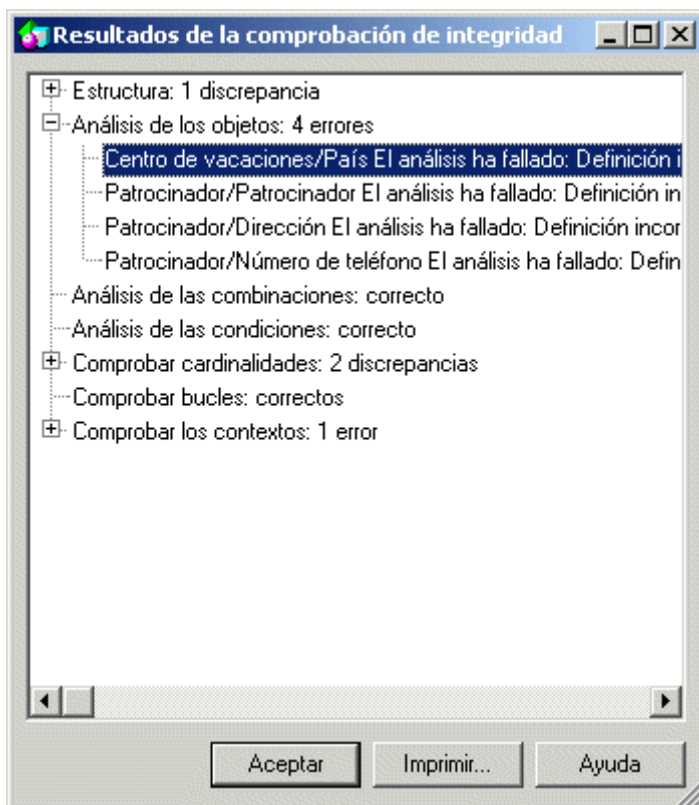 Resultados de la comprobación de integridad
Estructura: 1 discrepancia
Análisis de los objetos: 4 errores
Centro de vacaciones/País El análisis ha fallado: Definición i
Patrocinador/Patrocinador El análisis ha fallado: Definición in
Patrocinador/Dirección El análisis ha fallado: Definición incor
Patrocinador/Número de teléfono El análisis ha fallado: Defin
Análisis de las combinaciones: correcto
Análisis de las condiciones: correcto
Comprobar cardinalidades: 2 discrepancias
Comprobar bucles: correctos
Comprobar los contextos: 1 error
Aceptar
Imprimir...
Ayuda